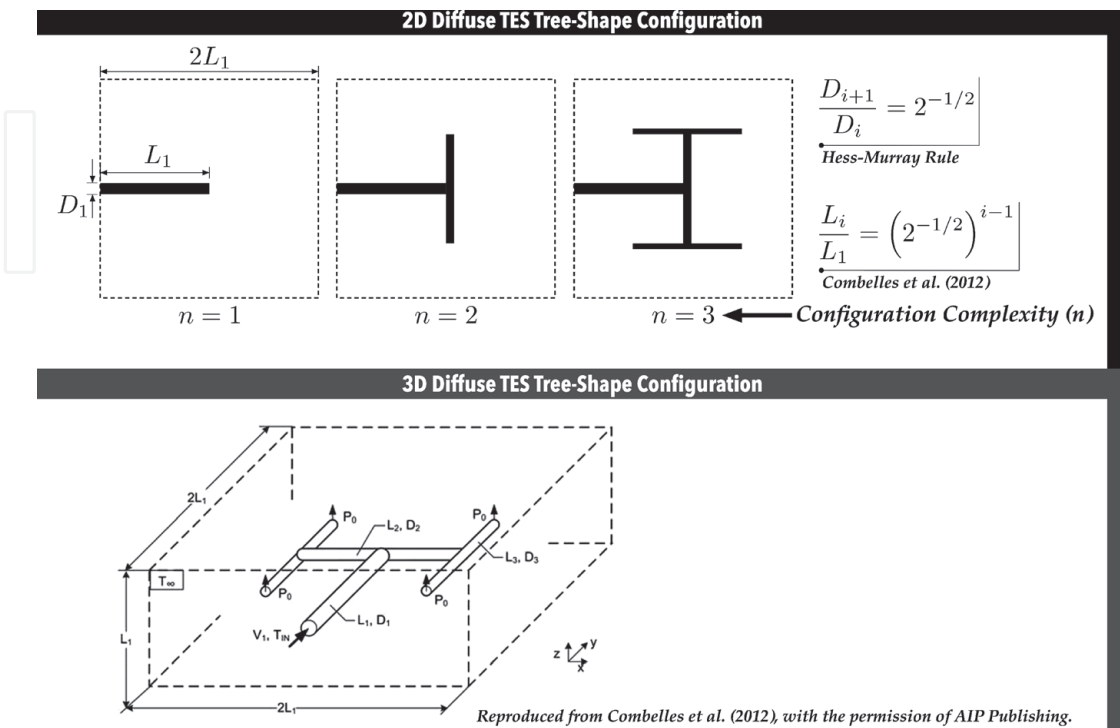 2D Diffuse TES Tree-Shape Configuration
2L₁
L₁
D₁
n = 1
n = 2
n = 3
D_{i+1}/D_i = 2^{-1/2}
Hess-Murray Rule
L_i/L₁ = (2^{-1/2})^{i-1}
Combelles et al. (2012)
Configuration Complexity (n)
3D Diffuse TES Tree-Shape Configuration
2L₁
P₀
L₂, D₂
P₀
L₃, D₃
T∞
P₀
P₀
L₁, D₁
V₁, T_IN
L₁
z
y
x
2L₁
Reproduced from Combelles et al. (2012), with the permission of AIP Publishing.